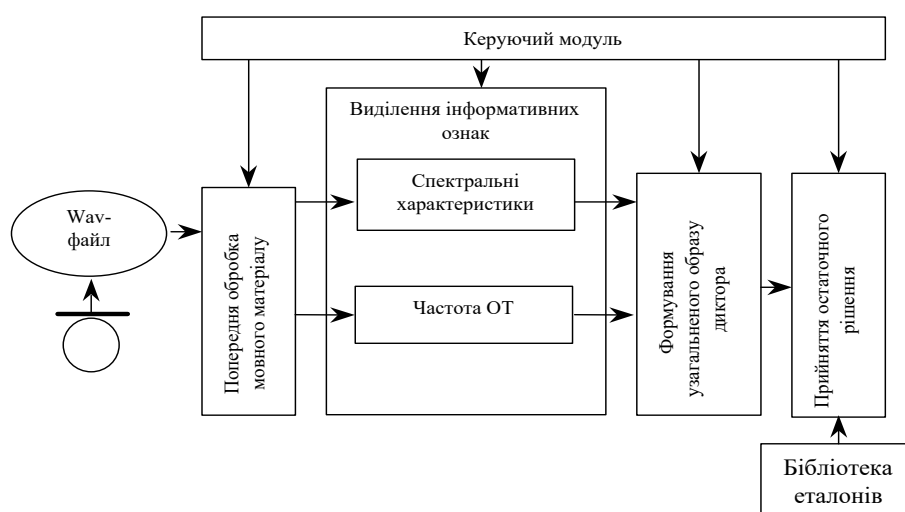 Керуючий модуль
Виділення інформативних
ознак
Спектральні
характеристики
Wav-
файл
Попередня обробка
мовного матеріалу
Частота ОТ
Формування
узагальненого образу
диктора
Прийняття остаточного
рішення
Бібліотека
еталонів